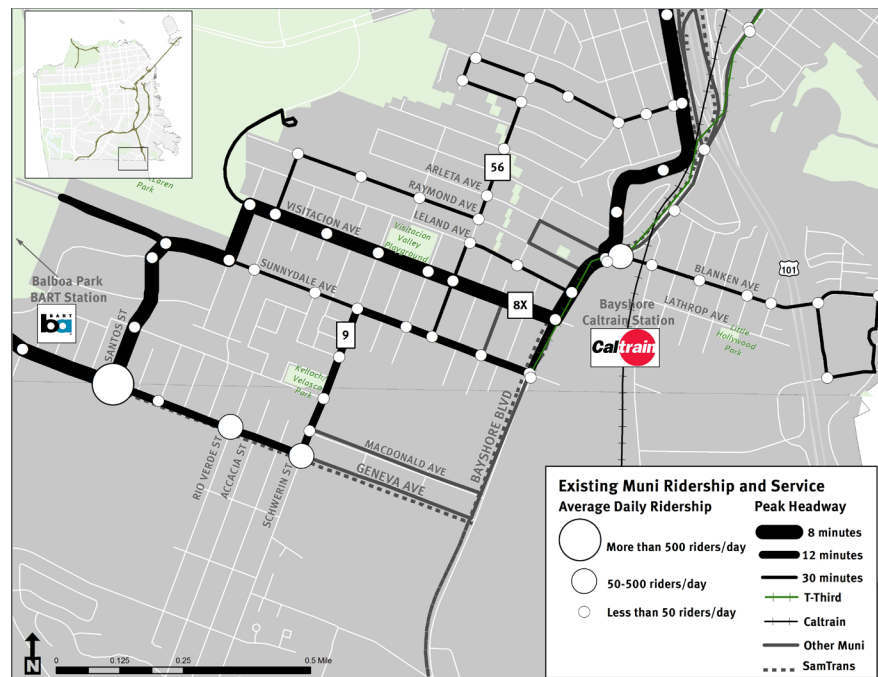 cLaren
Park
56
ARLETA AVE
RAYMOND AVE
LELAND AVE
VISITACION AVE
Visitacion
Valley
Playground
SUNNYDALE AVE
Balboa Park
BART Station
BART
ba
SANTOS ST
8X
9
BLANKEN AVE
101
LATHROP AVE
Bayshore
Caltrain Station
Caltrain
Little
Hollywood
Park
Kelloch
Velasco
Park
BAYSHORE BLVD
RIO VERDE ST
ACCACIA ST
SCHWERIN ST
MACDONALD AVE
GENEVA AVE
Existing Muni Ridership and Service
Average Daily Ridership
More than 500 riders/day
50-500 riders/day
Less than 50 riders/day
Peak Headway
8 minutes
12 minutes
30 minutes
T-Third
Caltrain
Other Muni
SamTrans
N
0 0.125 0.25 0.5 Mile